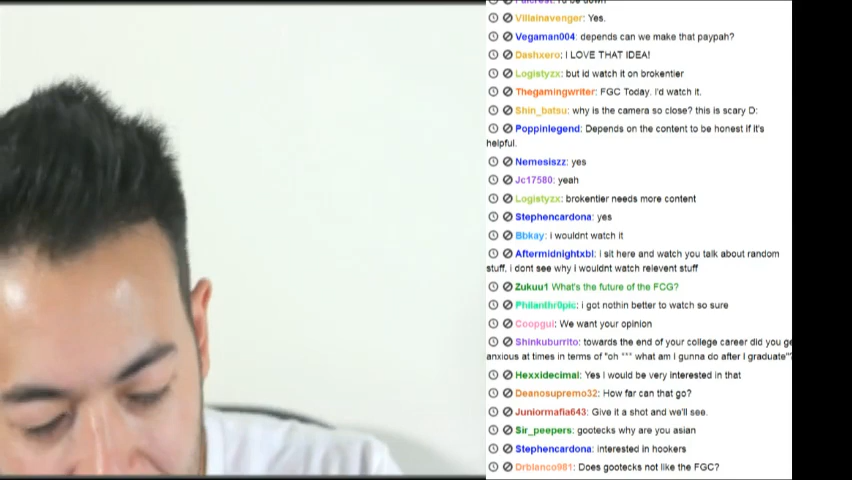 Villainavenger: Yes.
Vegaman004: depends can we make that paypah?
Dashxero: I LOVE THAT IDEA!
Logistyzx: but id watch it on brokentier
Thegamingwriter: FGC Today. I'd watch it.
Shin_batsu: why is the camera so close? this is scary D:
Poppinlegend: Depends on the content to be honest if it's
helpful.
Nemesiszz: yes
Jc17580: yeah
Logistyzx: brokentier needs more content
Stephencardona: yes
Bbkay: i wouldnt watch it
Aftermidnightxbl: i sit here and watch you talk about random
stuff, i dont see why i wouldnt watch relevent stuff
Zukuu1 What's the future of the FCG?
Philanthr0pic: i got nothin better to watch so sure
Coopgui: We want your opinion
Shinkuburrito: towards the end of your college career did you ge
anxious at times in terms of "oh *** what am I gunna do after I graduate"
Hexxidecimal: Yes I would be very interested in that
Deanosupremo32: How far can that go?
Juniormafia643: Give it a shot and we'll see.
Sir_peepers: gootecks why are you asian
Stephencardona: interested in hookers
Drblanco981: Does gootecks not like the FGC?